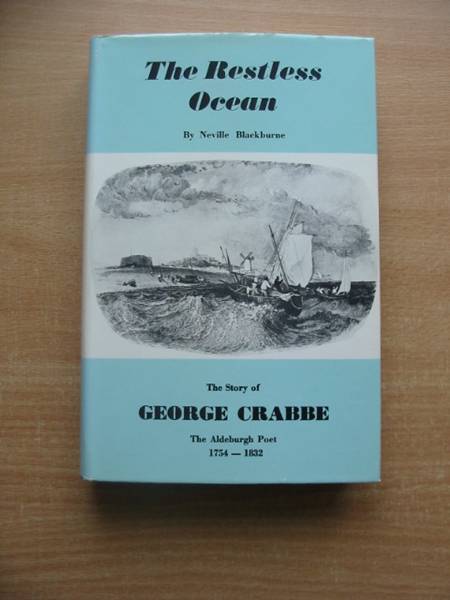 The Restless
Ocean
By Neville Blackburne
The Story of
GEORGE CRABBE
The Aldeburgh Poet
1754 — 1832